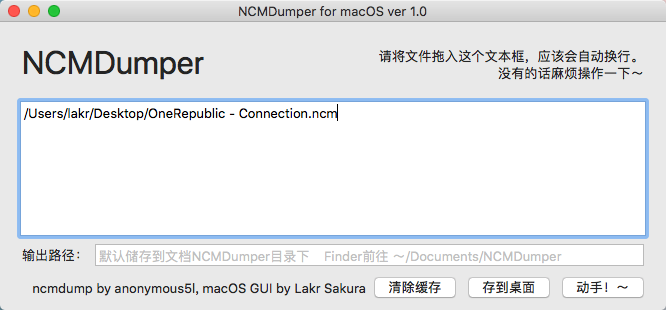 NCMDumper for macOS ver 1.0
NCMDumper
请将文件拖入这个文本框，应该会自动换行。
没有的话麻烦操作一下～
/Users/lakr/Desktop/OneRepublic - Connection.ncm
输出路径：
默认储存到文档NCMDumper目录下 Finder前往 ～/Documents/NCMDumper
ncmdump by anonymous5l, macOS GUI by Lakr Sakura
清除缓存
存到桌面
动手！～